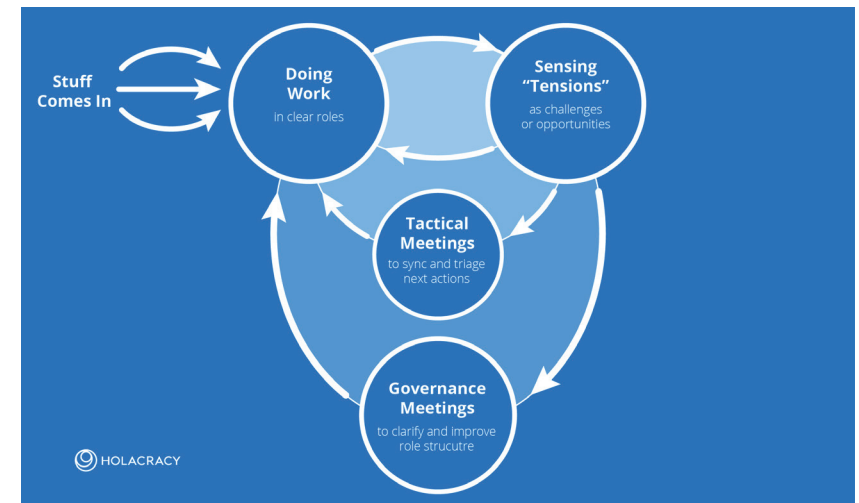 Stuff
Comes In
Doing
Work
in clear roles
Sensing
“Tensions”
as challenges
or opportunities
Tactical
Meetings
to sync and triage
next actions
Governance
Meetings
to clarify and improve
role strucutre
HOLACRACY